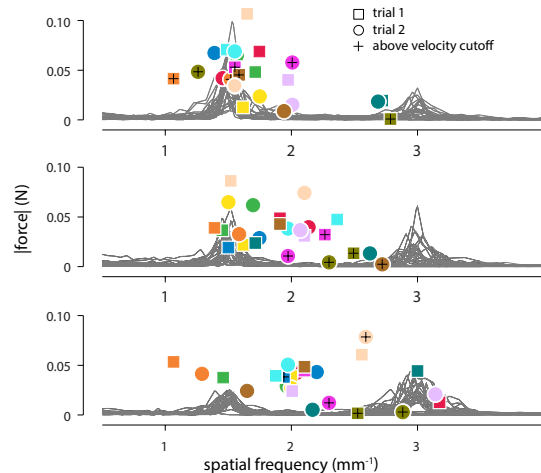 trial 1
trial 2
above velocity cutoff
0.10
0.05
0
1 2 3
0.10
0.05
0
1 2 3
0.10
0.05
0
1 2 3
|force| (N)
spatial frequency (mm⁻¹)